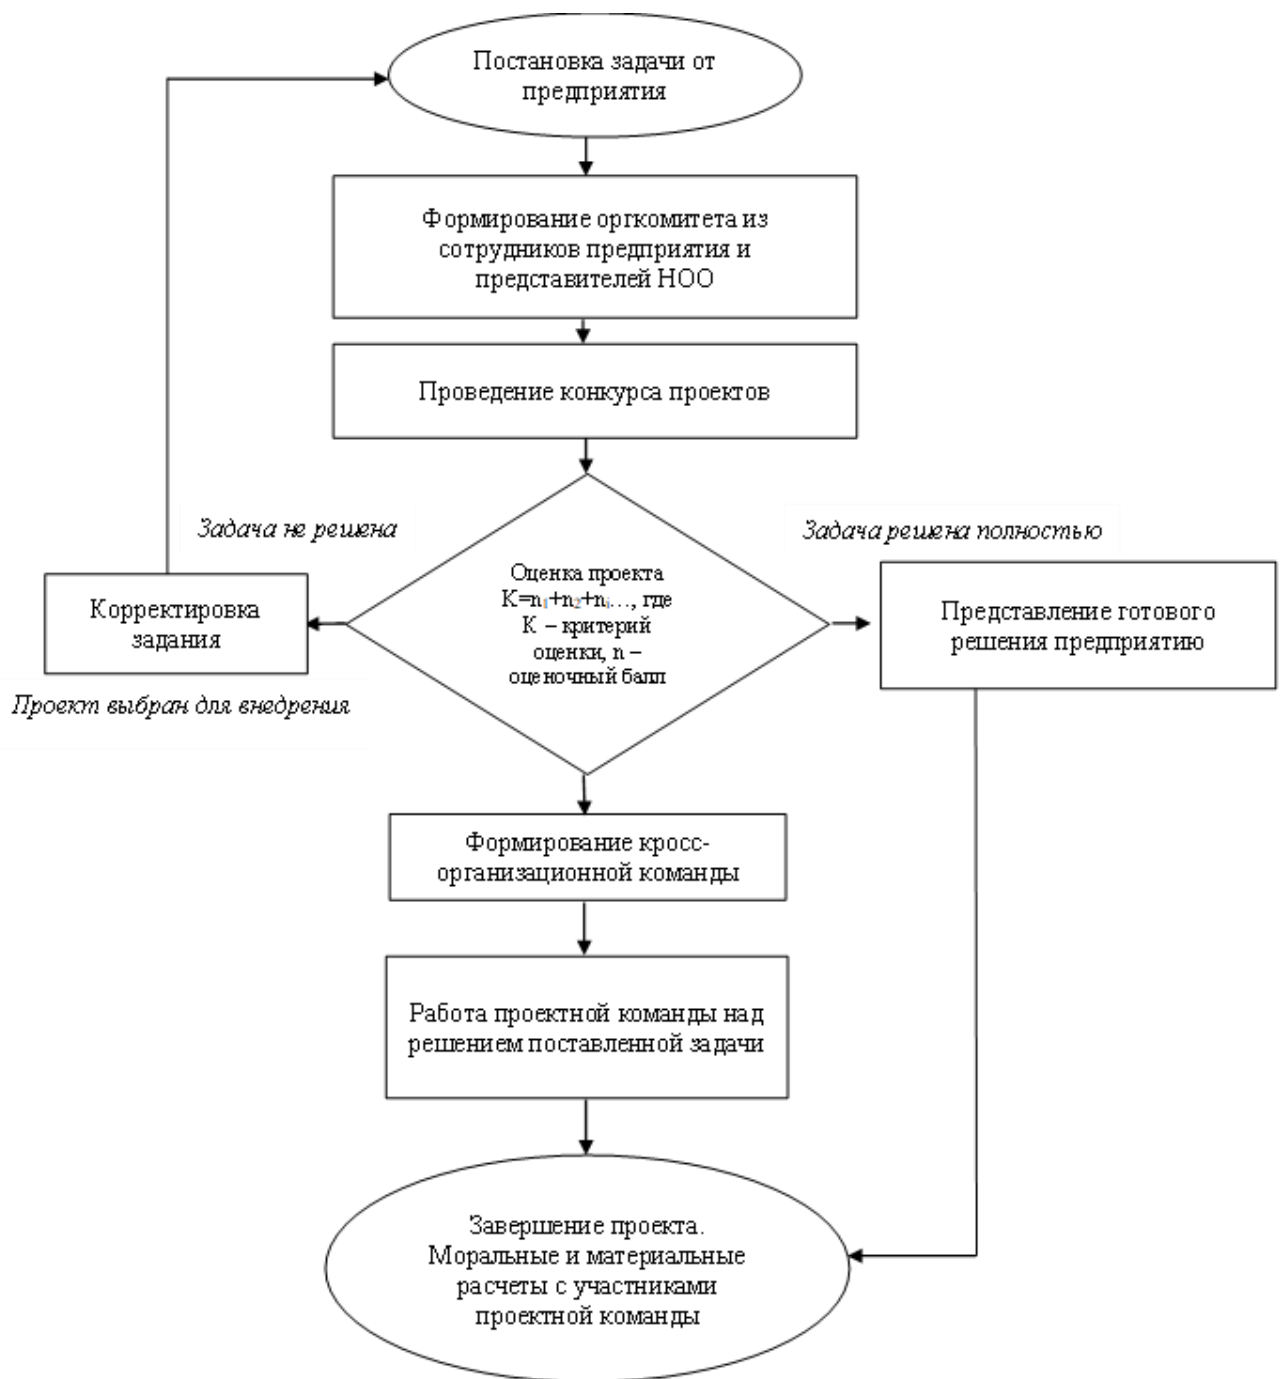 Постановка задачи от
предприятия
Формирование оргкомитета из
сотрудников предприятия и
представителей НОО
Проведение конкурса проектов
Задача не решена
Задача решена полностью
Оценка проекта
K=n₁+n₂+nᵢ…, где
К – критерий
оценки, n –
оценочный балл
Корректировка
задания
Представление готового
решения предприятию
Проект выбран для внедрения
Формирование кросс-
организационной команды
Работа проектной команды над
решением поставленной задачи
Завершение проекта.
Моральные и материальные
расчеты с участниками
проектной команды